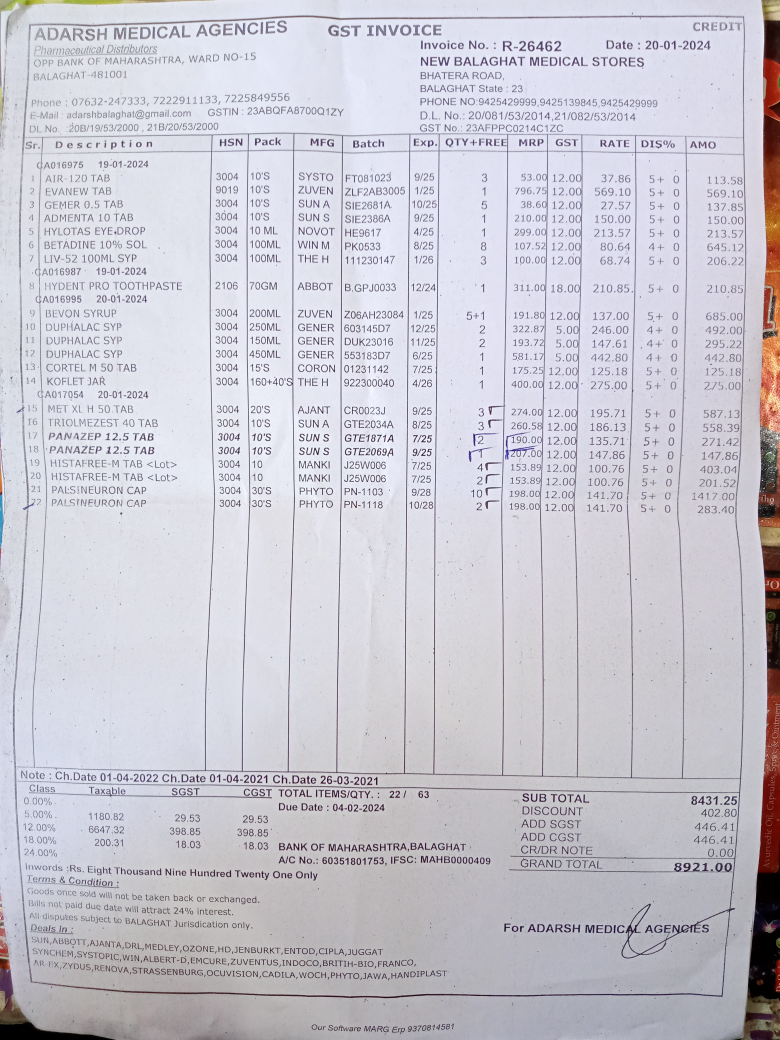 ADARSH MEDICAL AGENCIES GST INVOICE CREDIT
Pharmaceutical Distributors
OPP BANK OF MAHARASHTRA, WARD NO-15
BALAGHAT-481001
Phone : 07632-247333, 7222911133, 7225849556
E-Mail : adarshbalaghat@gmail.com GSTIN : 23ABQFA8700Q1ZY
DL No. : 20B/19/53/2000 , 21B/20/53/2000
Invoice No. : R-26462 Date : 20-01-2024
NEW BALAGHAT MEDICAL STORES
BHATERA ROAD,
BALAGHAT State : 23
PHONE NO:9425429999,9425139845,9425429999
D.L. No.: 20/081/53/2014,21/082/53/2014
GST No.: 23AFPPC0214C1ZC
Sr. Description HSN Pack MFG Batch Exp. QTY+FREE MRP GST RATE DIS% AMO
CA016975 19-01-2024
1 AIR-120 TAB 3004 10'S SYSTO FT081023 9/25 3 53.00 12.00 37.86 5+ 0 113.58
2 EVANEW TAB 9019 10'S ZUVEN ZLF2AB3005 1/25 1 796.75 12.00 569.10 5+ 0 569.10
3 GEMER 0.5 TAB 3004 10'S SUN A SIE2681A 10/25 5 38.60 12.00 27.57 5+ 0 137.85
4 ADMENTA 10 TAB 3004 10'S SUN S SIE2386A 9/25 1 210.00 12.00 150.00 5+ 0 150.00
5 HYLOTAS EYE.DROP 3004 10 ML NOVOT HE9617 4/25 1 299.00 12.00 213.57 5+ 0 213.57
6 BETADINE 10% SOL 3004 100ML WIN M PK0533 8/25 8 107.52 12.00 80.64 4+ 0 645.12
7 LIV-52 100ML SYP 3004 100ML THE H 111230147 1/26 3 100.00 12.00 68.74 5+ 0 206.22
CA016987 19-01-2024
8 HYDENT PRO TOOTHPASTE 2106 70GM ABBOT B.GPJ0033 12/24 1 311.00 18.00 210.85 5+ 0 210.85
CA016995 20-01-2024
9 BEVON SYRUP 3004 200ML ZUVEN Z06AH23084 1/25 5+1 191.80 12.00 137.00 5+ 0 685.00
10 DUPHALAC SYP 3004 250ML GENER 603145D7 12/25 2 322.87 5.00 246.00 4+ 0 492.00
11 DUPHALAC SYP 3004 150ML GENER DUK23016 11/25 2 193.72 5.00 147.61 4+ 0 295.22
12 DUPHALAC SYP 3004 450ML GENER 553183D7 6/25 1 581.17 5.00 442.80 4+ 0 442.80
13 CORTEL M 50 TAB 3004 15'S CORON 01231142 7/25 1 175.25 12.00 125.18 5+ 0 125.18
14 KOFLET JAR 3004 160+40'S THE H 922300040 4/26 1 400.00 12.00 275.00 5+ 0 275.00
CA017054 20-01-2024
15 MET XL H 50 TAB 3004 20'S AJANT CR0023J 9/25 3 274.00 12.00 195.71 5+ 0 587.13
16 TRIOLMEZEST 40 TAB 3004 10'S SUN A GTE2034A 8/25 3 260.58 12.00 186.13 5+ 0 558.39
17 PANAZEP 12.5 TAB 3004 10'S SUN S GTE1871A 7/25 2 190.00 12.00 135.71 5+ 0 271.42
18 PANAZEP 12.5 TAB 3004 10'S SUN S GTE2069A 9/25 1 207.00 12.00 147.86 5+ 0 147.86
19 HISTAFREE-M TAB <Lot> 3004 10 MANKI J25W006 7/25 4 153.89 12.00 100.76 5+ 0 403.04
20 HISTAFREE-M TAB <Lot> 3004 10 MANKI J25W006 7/25 2 153.89 12.00 100.76 5+ 0 201.52
21 PALSINEURON CAP 3004 30'S PHYTO PN-1103 9/28 10 198.00 12.00 141.70 5+ 0 1417.00
22 PALSINEURON CAP 3004 30'S PHYTO PN-1118 10/28 2 198.00 12.00 141.70 5+ 0 283.40
Note : Ch.Date 01-04-2022 Ch.Date 01-04-2021 Ch.Date 26-03-2021
Class Taxable SGST CGST TOTAL ITEMS/QTY. : 22 / 63
0.00% Due Date : 04-02-2024
5.00% 1180.82 29.53 29.53
12.00% 6647.32 398.85 398.85
18.00% 200.31 18.03 18.03 BANK OF MAHARASHTRA,BALAGHAT
24.00% A/C No.: 60351801753, IFSC: MAHB0000409
SUB TOTAL 8431.25
DISCOUNT 402.80
ADD SGST 446.41
ADD CGST 446.41
CR/DR NOTE 0.00
GRAND TOTAL 8921.00
Inwords :Rs. Eight Thousand Nine Hundred Twenty One Only
Terms & Condition :
Goods once sold will not be taken back or exchanged.
Bills not paid due date will attract 24% interest.
All disputes subject to BALAGHAT Jurisdication only.
For ADARSH MEDICAL AGENCIES
Deals In :
SUN,ABBOTT,AJANTA,DRL,MEDLEY,OZONE,HD,JENBURKT,ENTOD,CIPLA,JUGGAT
SYNCHEM,SYSTOPIC,WIN,ALBERT-D,EMCURE,ZUVENTUS,INDOCO,BRITIH-BIO,FRANCO,
AR-EX,ZYDUS,RENOVA,STRASSENBURG,OCUVISION,CADILA,WOCH,PHYTO,JAWA,HANDIPLAST
Our Software MARG Erp 9370814581